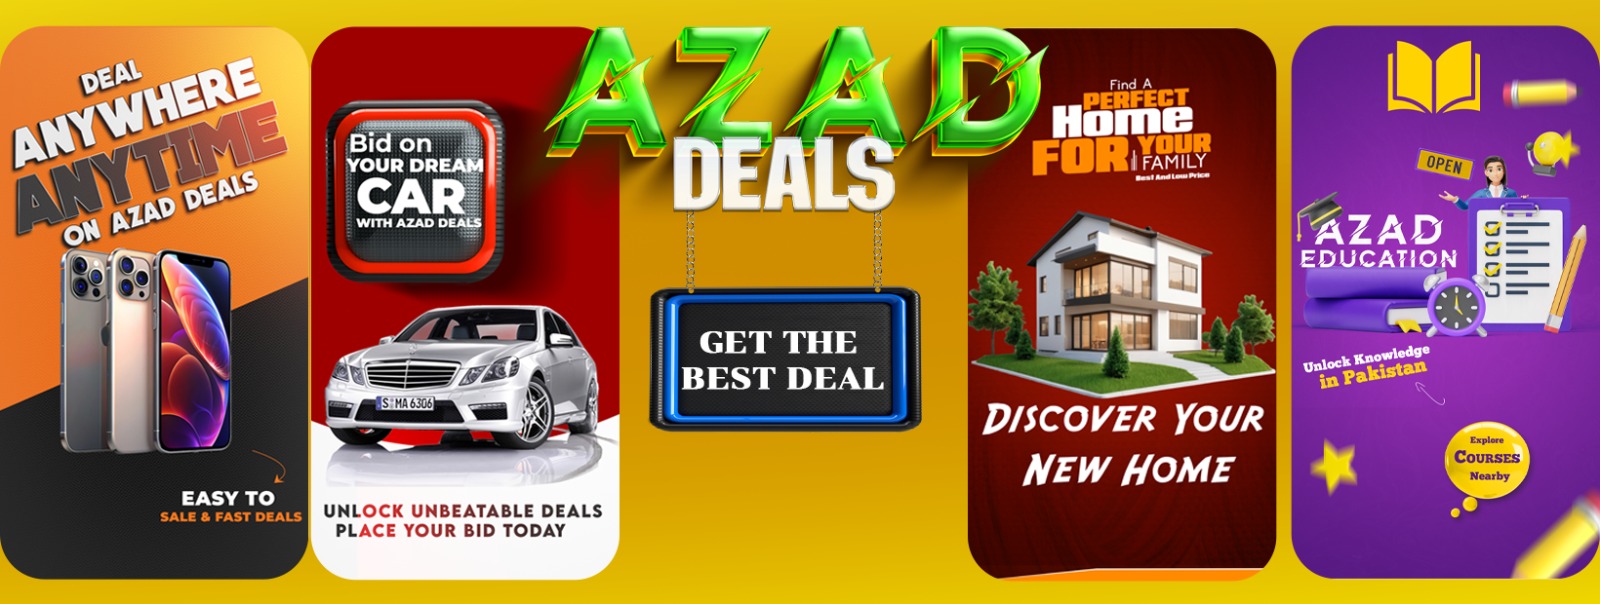 DEAL
ANYWHERE
ANYTIME
ON AZAD DEALS
EASY TO
SALE & FAST DEALS
Bid on
YOUR DREAM
CAR
WITH AZAD DEALS
S MA 6306
UNLOCK UNBEATABLE DEALS
PLACE YOUR BID TODAY
AZAD
DEALS
GET THE
BEST DEAL
Find A
PERFECT
Home
FOR YOUR
FAMILY
Best And Low Price
DISCOVER YOUR
NEW HOME
OPEN
AZAD
EDUCATION
Unlock Knowledge
in Pakistan
Explore
COURSES
Nearby